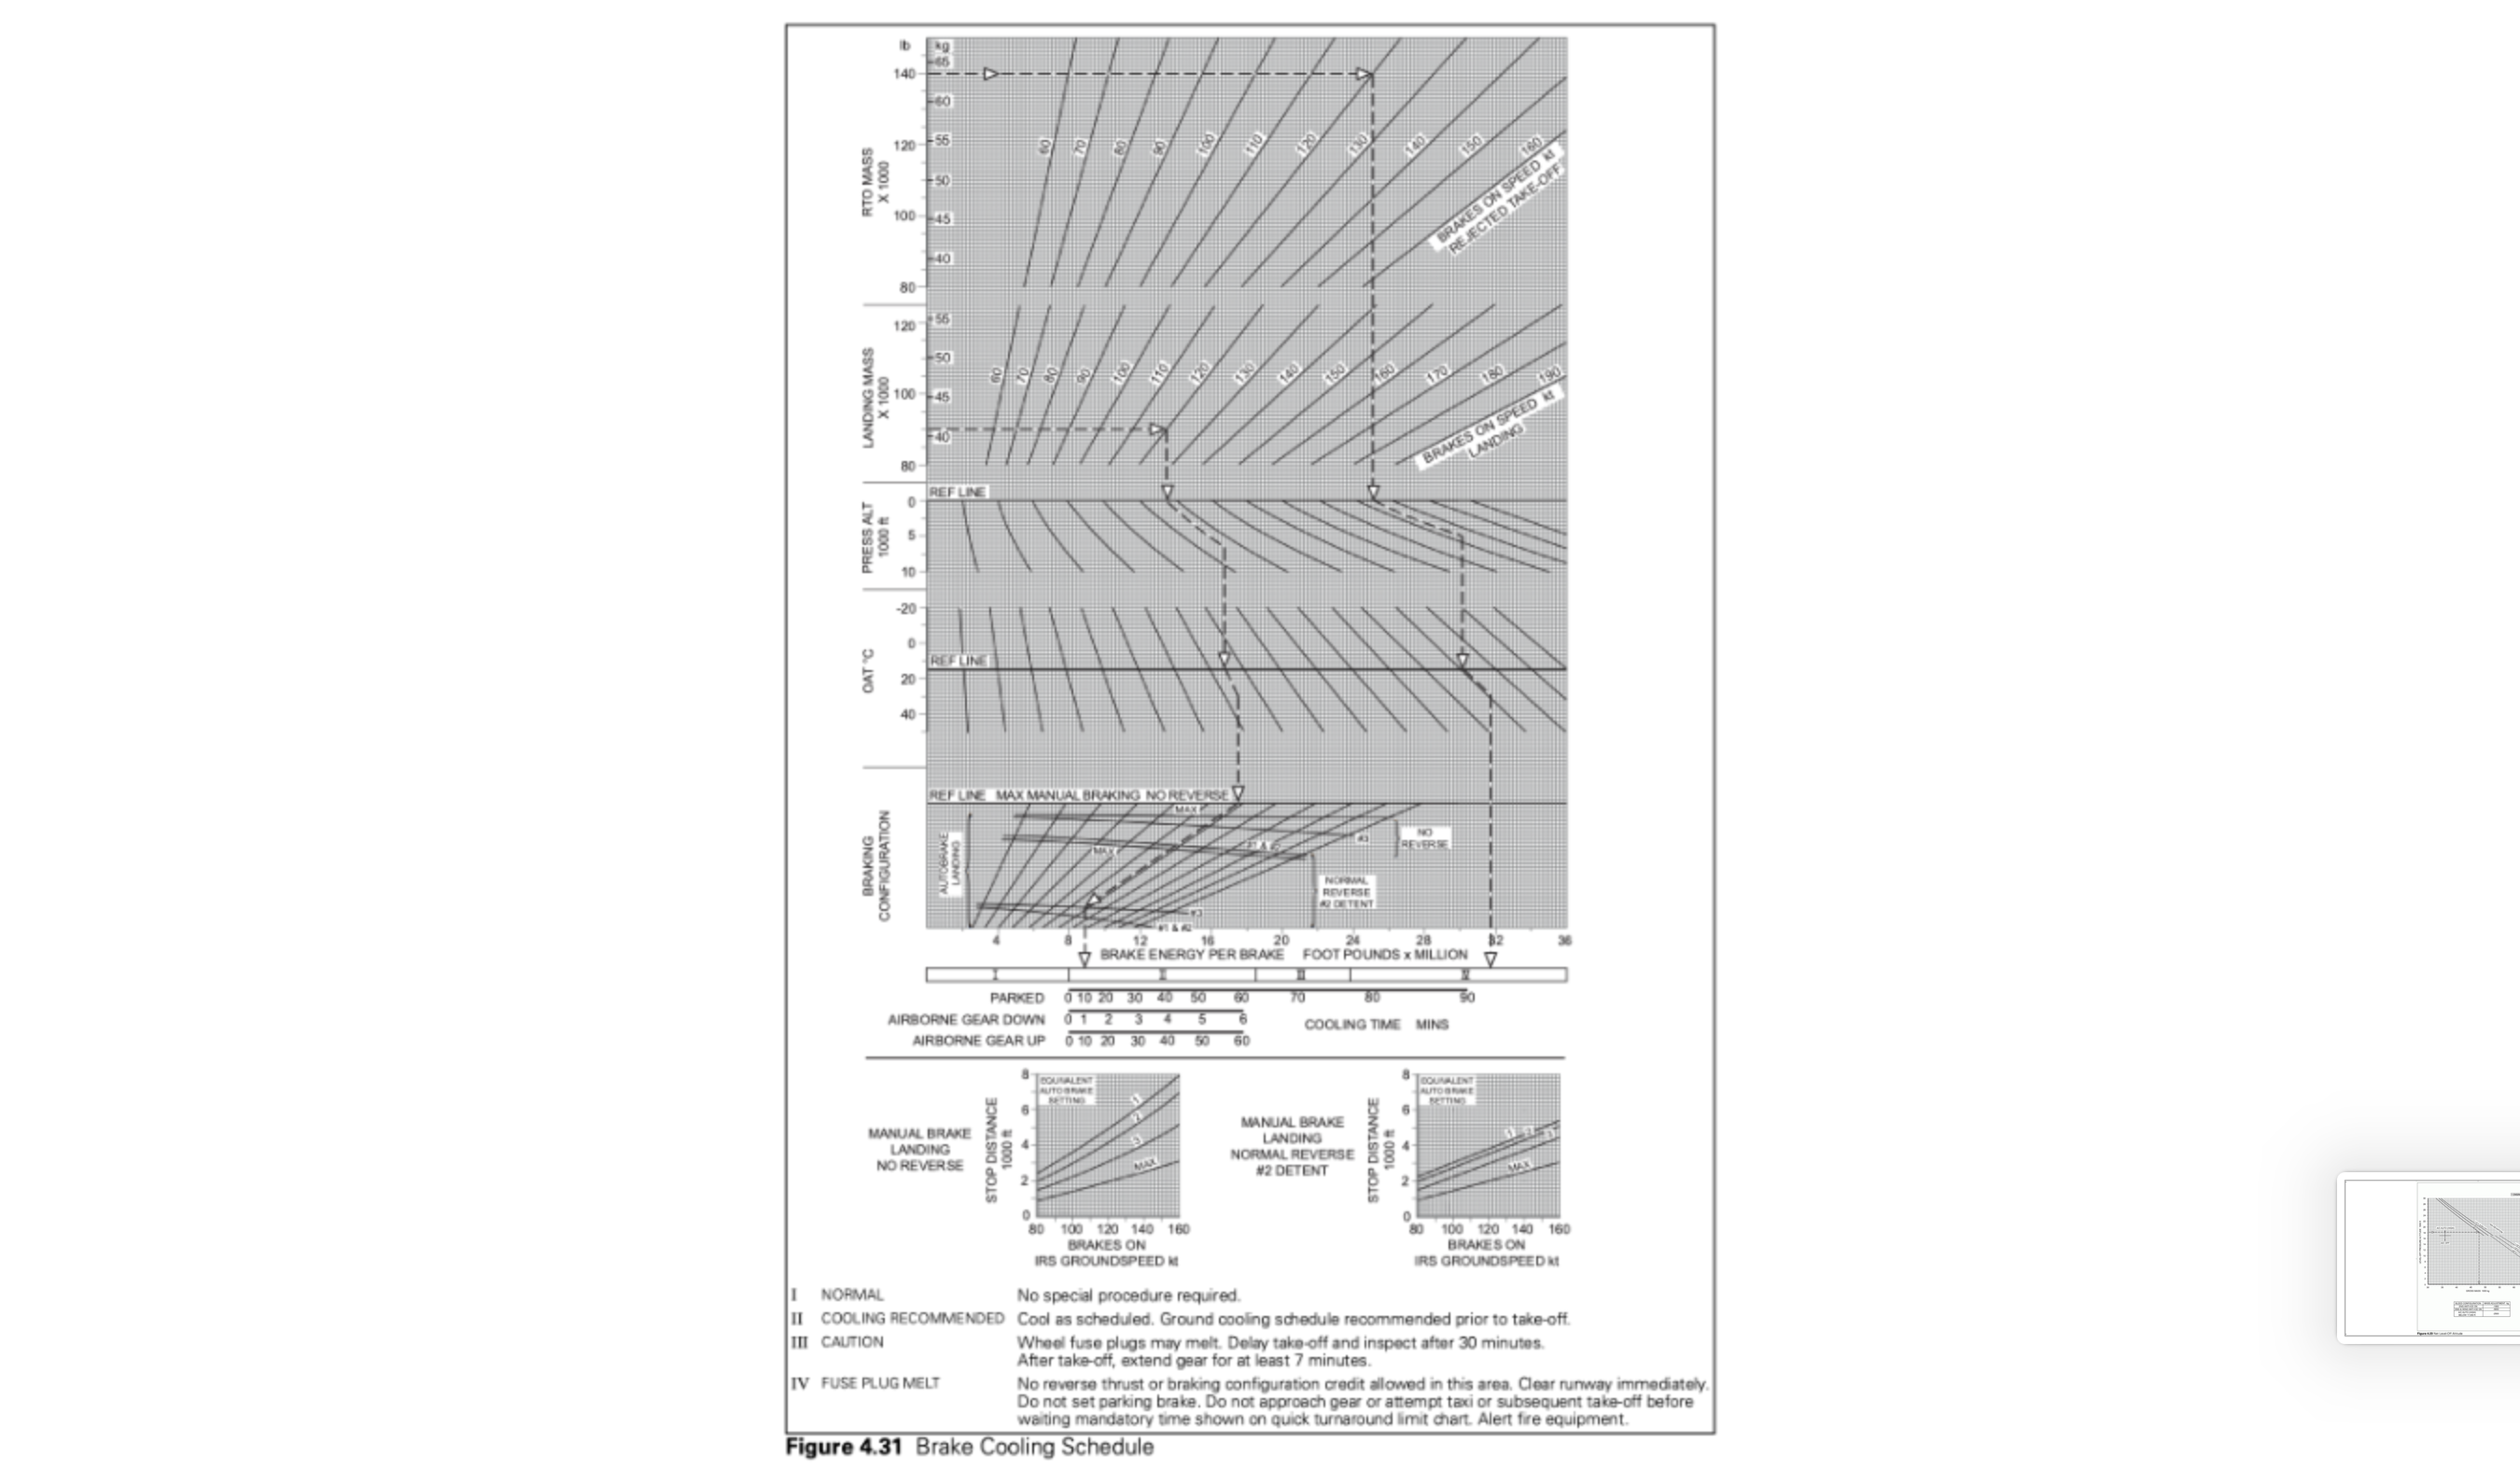 lb kg
65
140
60
120 55
50
100 45
40
80
RTO MASS
X 1000
60 70 80 90 100 110 120 130 140 150 160
BRAKES ON SPEED kt
REJECTED TAKE-OFF
120 55
50
100 45
40
80
LANDING MASS
X 1000
60 70 80 90 100 110 120 130 140 150 160 170 180 190
BRAKES ON SPEED kt
LANDING
REF LINE
0
5
10
PRESS ALT
1000 ft
-20
0
REF LINE
20
40
OAT °C
REF LINE MAX MANUAL BRAKING NO REVERSE
BRAKING
CONFIGURATION
AUTOBRAKE
LANDING
MAX
#3
NO
REVERSE
MAX
#1 & #2
NORMAL
REVERSE
#2 DETENT
#3
#1 & #2
4 8 12 16 20 24 28 32 36
BRAKE ENERGY PER BRAKE FOOT POUNDS x MILLION
I II III IV
PARKED 0 10 20 30 40 50 60 70 80 90
AIRBORNE GEAR DOWN 0 1 2 3 4 5 6
COOLING TIME MINS
AIRBORNE GEAR UP 0 10 20 30 40 50 60
MANUAL BRAKE
LANDING
NO REVERSE
STOP DISTANCE
1000 ft
8
6
4
2
0
EQUIVALENT
AUTO BRAKE
SETTING
1
2
3
MAX
80 100 120 140 160
BRAKES ON
IRS GROUNDSPEED kt
MANUAL BRAKE
LANDING
NORMAL REVERSE
#2 DETENT
STOP DISTANCE
1000 ft
8
6
4
2
0
EQUIVALENT
AUTO BRAKE
SETTING
1 2 3
MAX
80 100 120 140 160
BRAKES ON
IRS GROUNDSPEED kt
I NORMAL No special procedure required.
II COOLING RECOMMENDED Cool as scheduled. Ground cooling schedule recommended prior to take-off.
III CAUTION Wheel fuse plugs may melt. Delay take-off and inspect after 30 minutes.
After take-off, extend gear for at least 7 minutes.
IV FUSE PLUG MELT No reverse thrust or braking configuration credit allowed in this area. Clear runway immediately.
Do not set parking brake. Do not approach gear or attempt taxi or subsequent take-off before
waiting mandatory time shown on quick turnaround limit chart. Alert fire equipment.
Figure 4.31 Brake Cooling Schedule